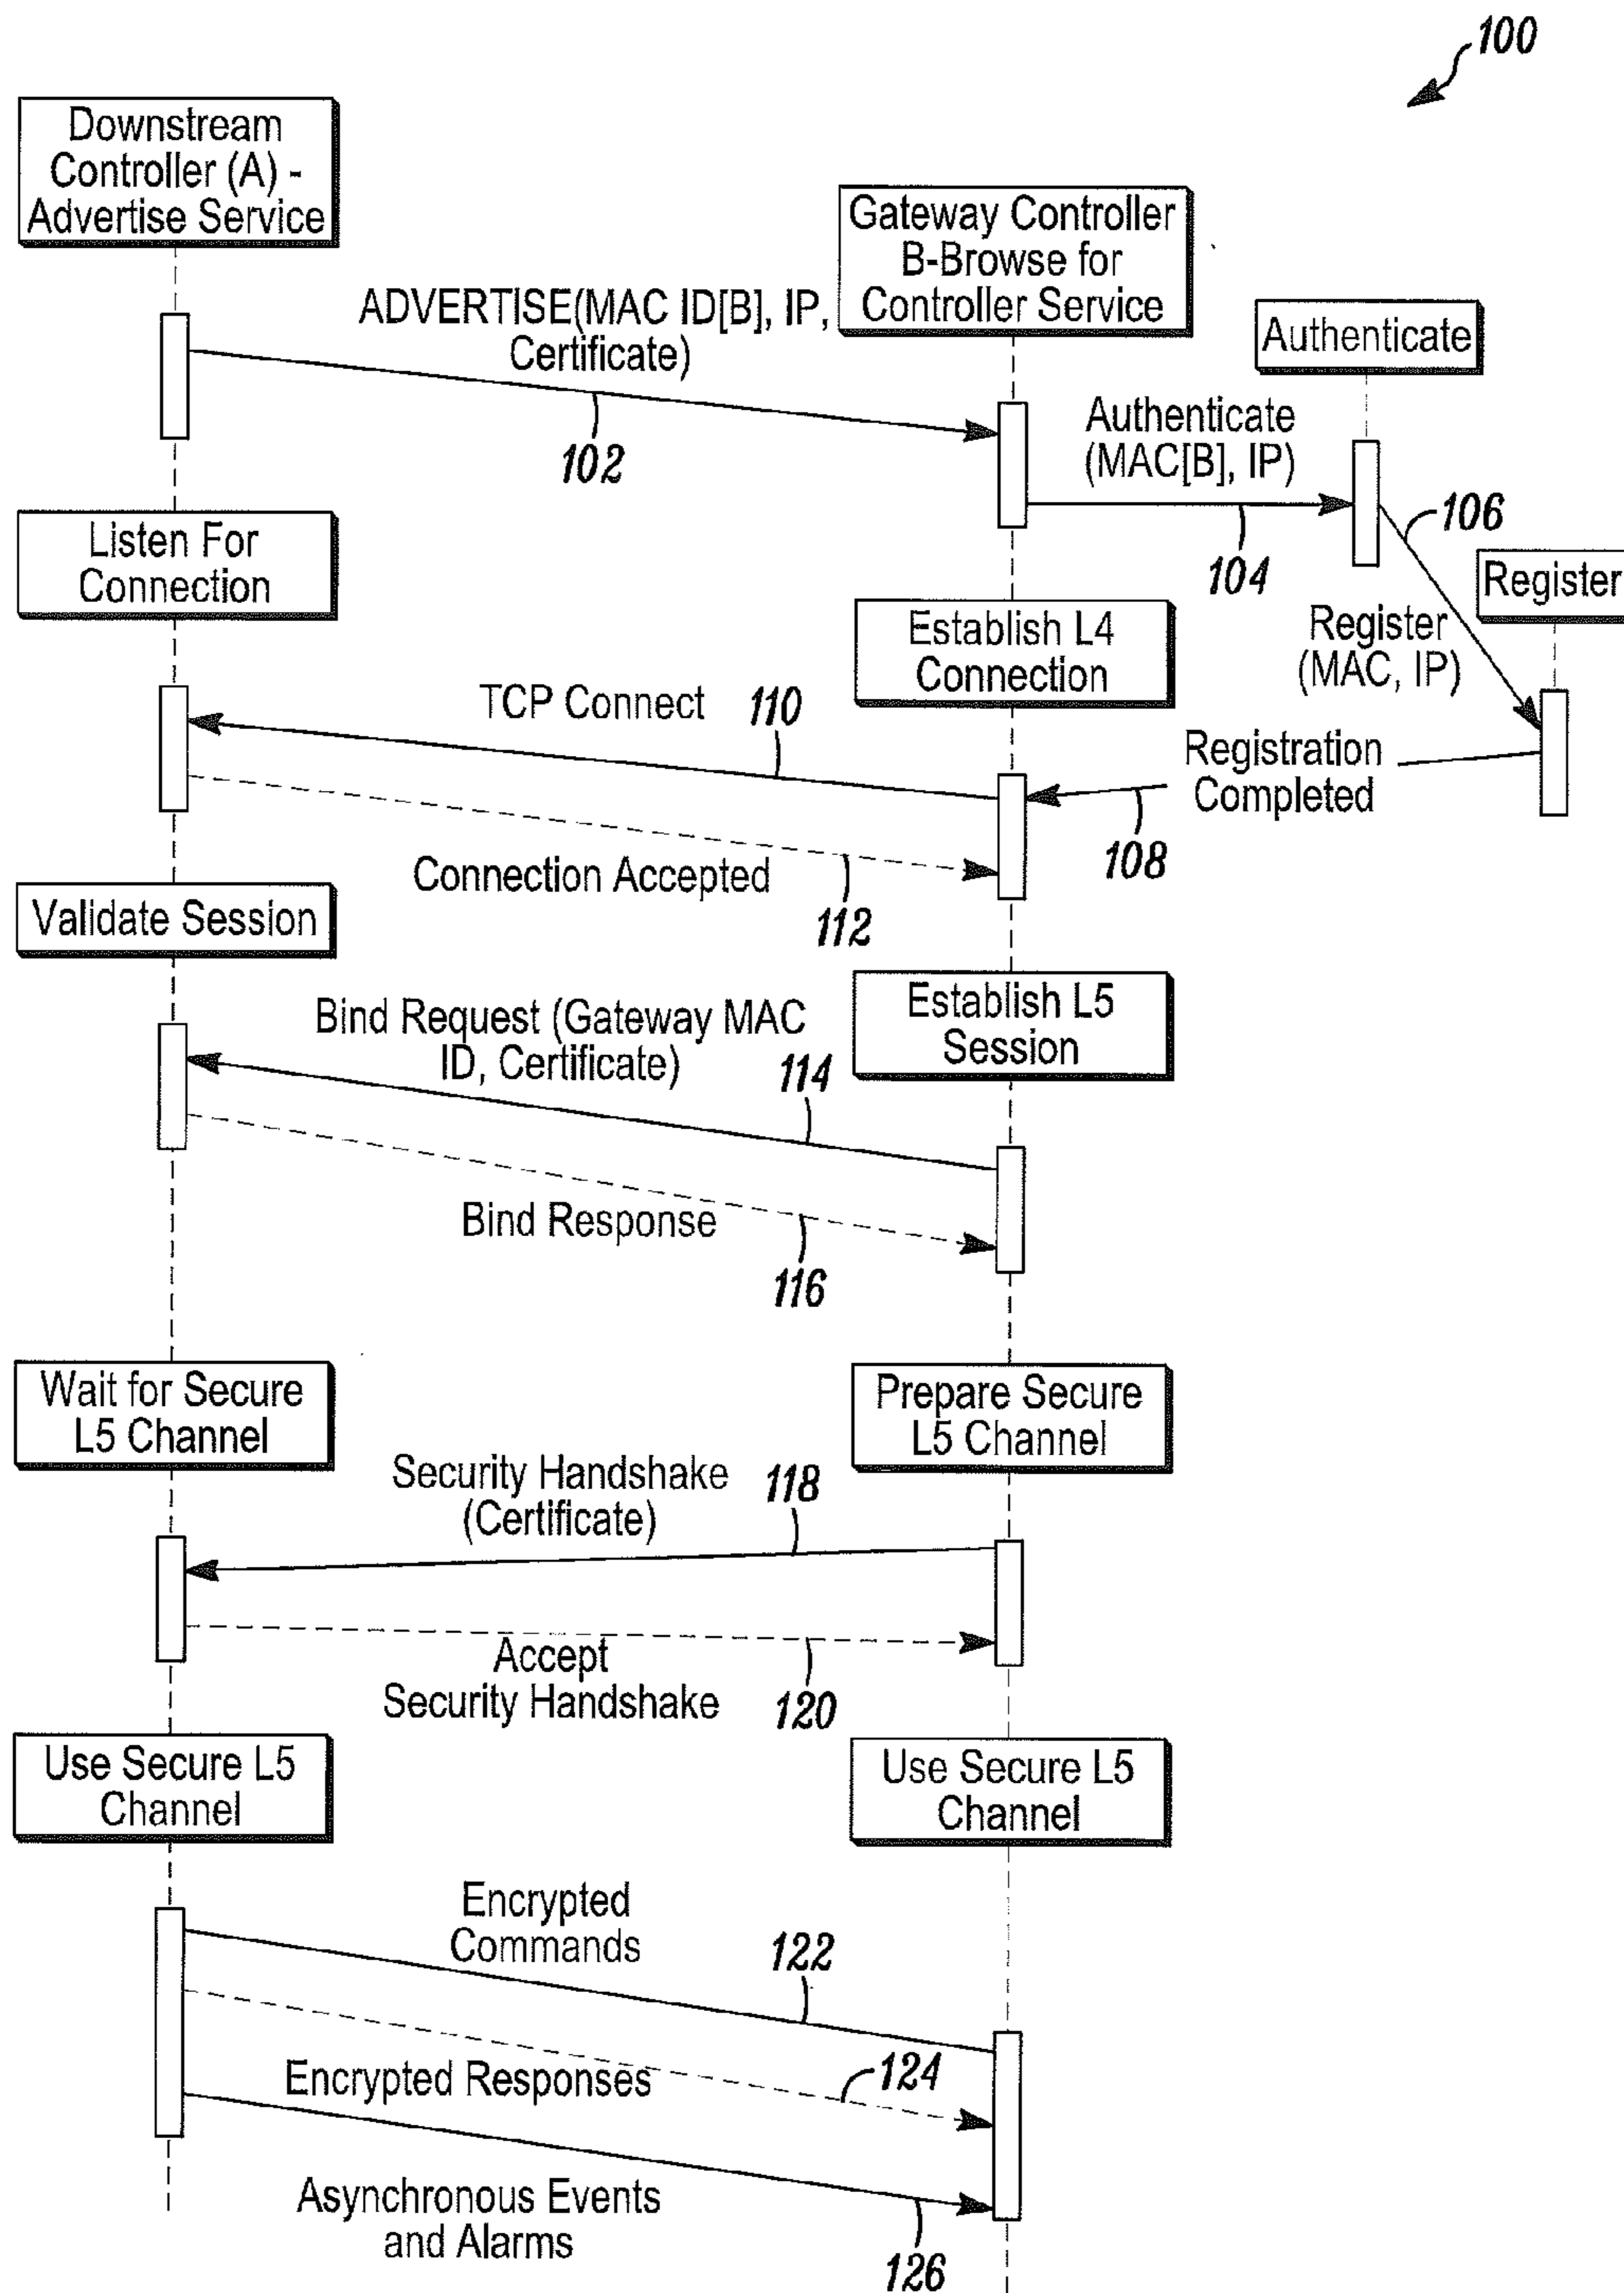 100
Downstream
Controller (A) -
Advertise Service
Gateway Controller
B-Browse for
Controller Service
ADVERTISE(MAC ID[B], IP,
Certificate)
102
Authenticate
Authenticate
(MAC[B], IP)
104
106
Register
Register
(MAC, IP)
Listen For
Connection
Establish L4
Connection
TCP Connect
110
Registration
Completed
108
Connection Accepted
112
Validate Session
Establish L5
Session
Bind Request (Gateway MAC
ID, Certificate)
114
Bind Response
116
Wait for Secure
L5 Channel
Prepare Secure
L5 Channel
Security Handshake
(Certificate)
118
Accept
Security Handshake
120
Use Secure L5
Channel
Use Secure L5
Channel
Encrypted
Commands
122
Encrypted Responses
124
Asynchronous Events
and Alarms
126